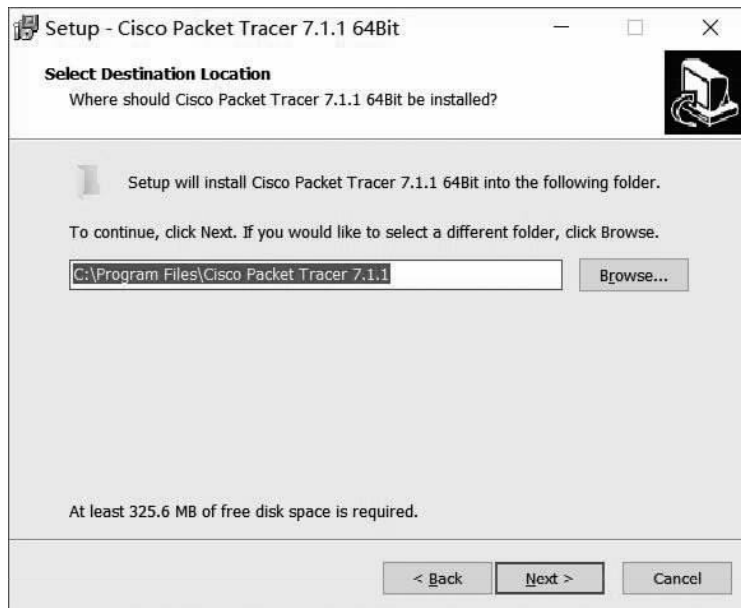 Setup - Cisco Packet Tracer 7.1.1 64Bit
Select Destination Location
Where should Cisco Packet Tracer 7.1.1 64Bit be installed?
Setup will install Cisco Packet Tracer 7.1.1 64Bit into the following folder.
To continue, click Next. If you would like to select a different folder, click Browse.
C:\Program Files\Cisco Packet Tracer 7.1.1
Browse...
At least 325.6 MB of free disk space is required.
< Back
Next >
Cancel